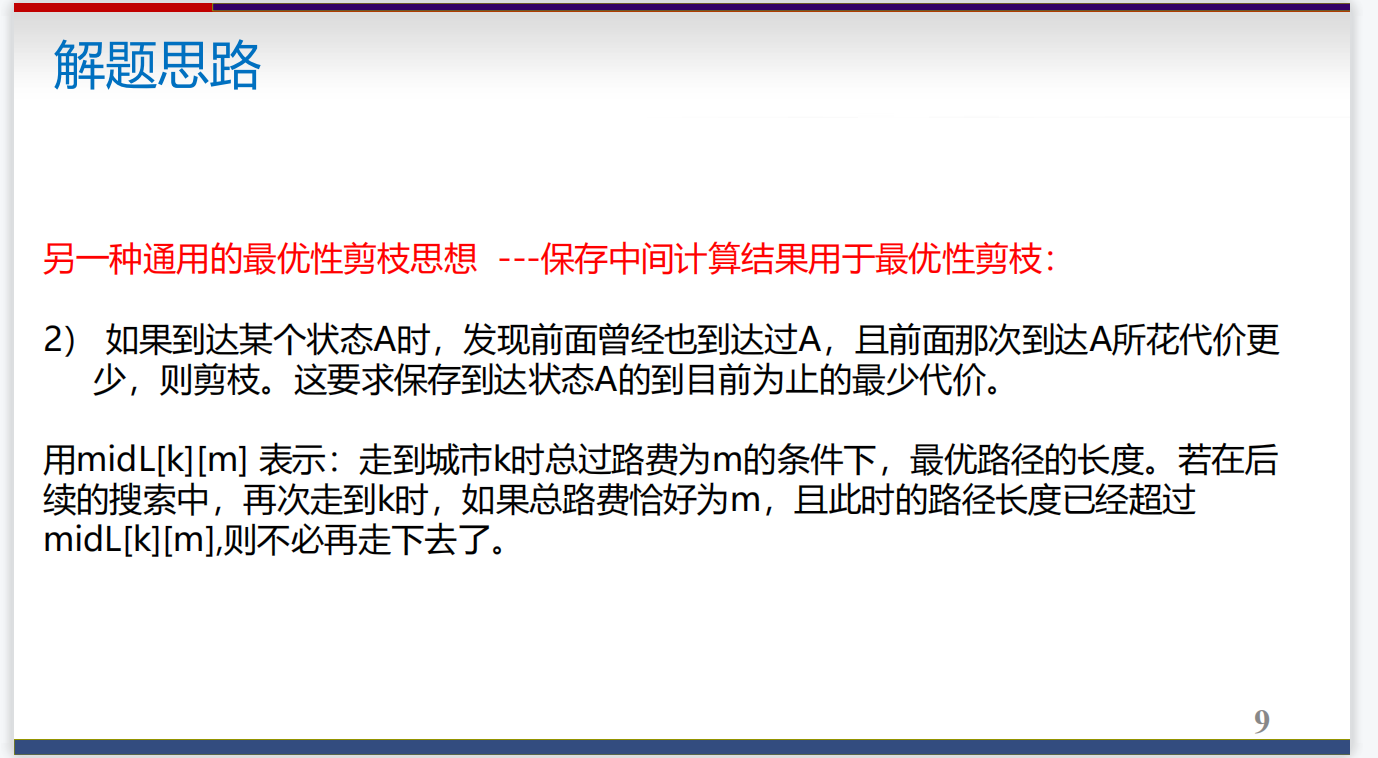 解题思路
另一种通用的最优性剪枝思想 ---保存中间计算结果用于最优性剪枝：
2） 如果到达某个状态A时，发现前面曾经也到达过A，且前面那次到达A所花代价更
少，则剪枝。这要求保存到达状态A的到目前为止的最少代价。
用midL[k][m] 表示：走到城市k时总过路费为m的条件下，最优路径的长度。若在后
续的搜索中，再次走到k时，如果总路费恰好为m，且此时的路径长度已经超过
midL[k][m],则不必再走下去了。
9